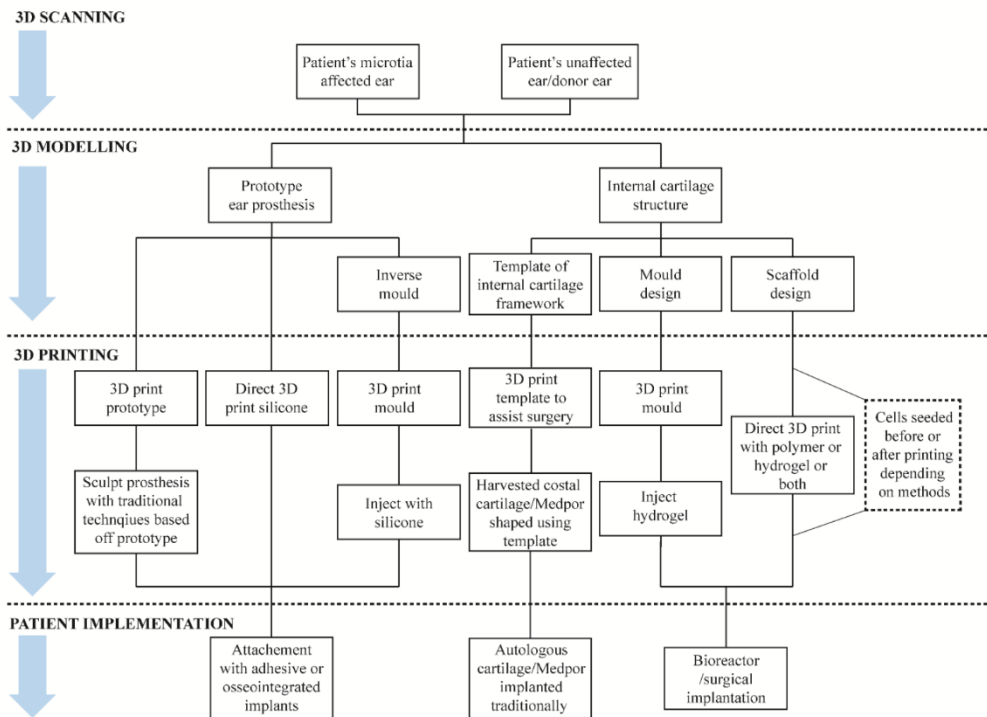 3D SCANNING
Patient's microtia
affected ear
Patient's unaffected
ear/donor ear
3D MODELLING
Prototype
ear prosthesis
Internal cartilage
structure
Inverse
mould
Template of
internal cartilage
framework
Mould
design
Scaffold
design
3D PRINTING
3D print
prototype
Direct 3D
print silicone
3D print
mould
3D print
template to
assist surgery
3D print
mould
Direct 3D print
with polymer or
hydrogel or
both
Cells seeded
before or
after printing
depending
on methods
Sculpt prosthesis
with traditional
technqiues based
off prototype
Inject with
silicone
Harvested costal
cartilage/Medpor
shaped using
template
Inject
hydrogel
PATIENT IMPLEMENTATION
Attachement
with adhesive or
osseointegrated
implants
Autologous
cartilage/Medpor
implanted
traditionally
Bioreactor
/surgical
implantation